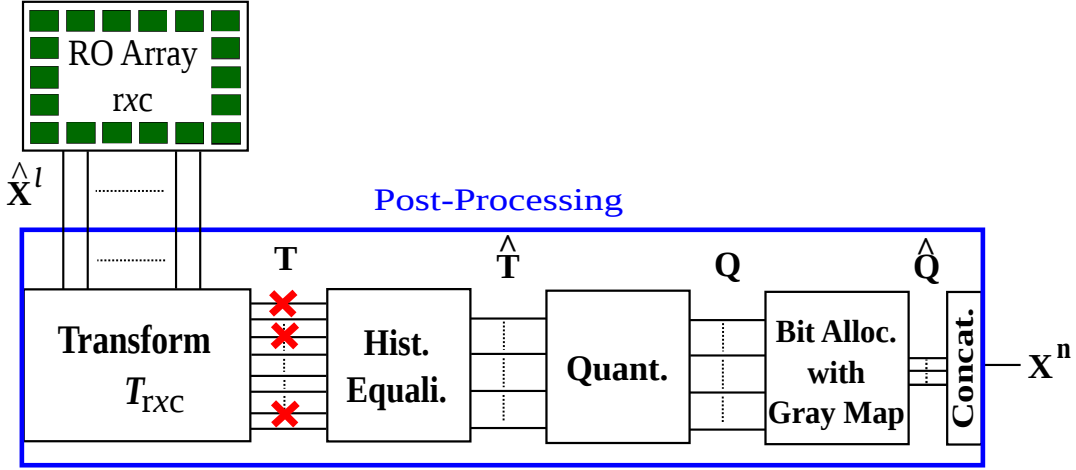 RO Array
rxc
X̂ˡ
Post-Processing
T
T̂
Q
Q̂
Transform
Trxc
Hist.
Equali.
Quant.
Bit Alloc.
with
Gray Map
Concat.
Xⁿ